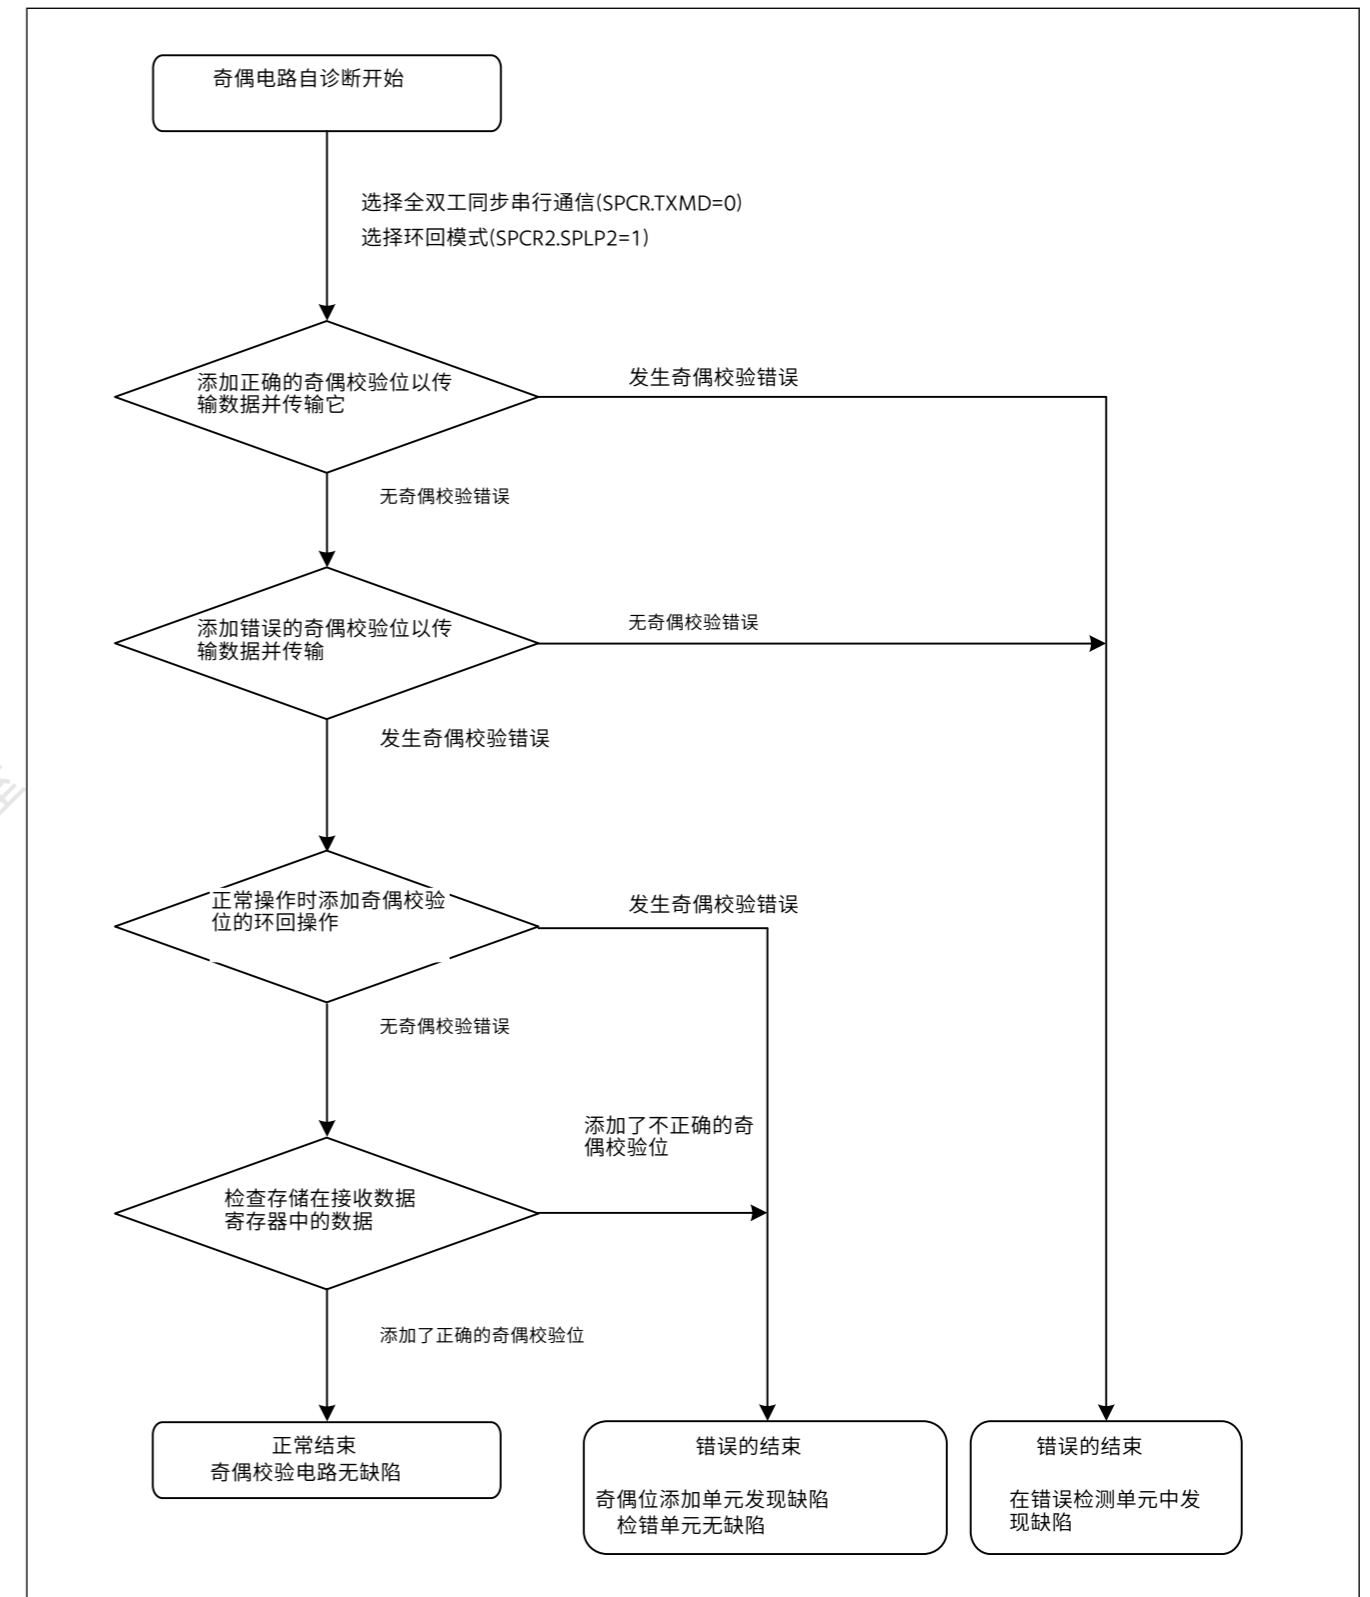 奇偶电路自诊断开始
选择全双工同步串行通信(SPCR.TXMD=0)
选择环回模式(SPCR2.SPLP2=1)
添加正确的奇偶校验位以传
输数据并传输它
发生奇偶校验错误
无奇偶校验错误
添加错误的奇偶校验位以传
输数据并传输
无奇偶校验错误
发生奇偶校验错误
正常操作时添加奇偶校验
位的环回操作
发生奇偶校验错误
无奇偶校验错误
添加了不正确的奇
偶校验位
检查存储在接收数据
寄存器中的数据
添加了正确的奇偶校验位
正常结束
奇偶校验电路无缺陷
错误的结束
奇偶位添加单元发现缺陷
检错单元无缺陷
错误的结束
在错误检测单元中发
现缺陷